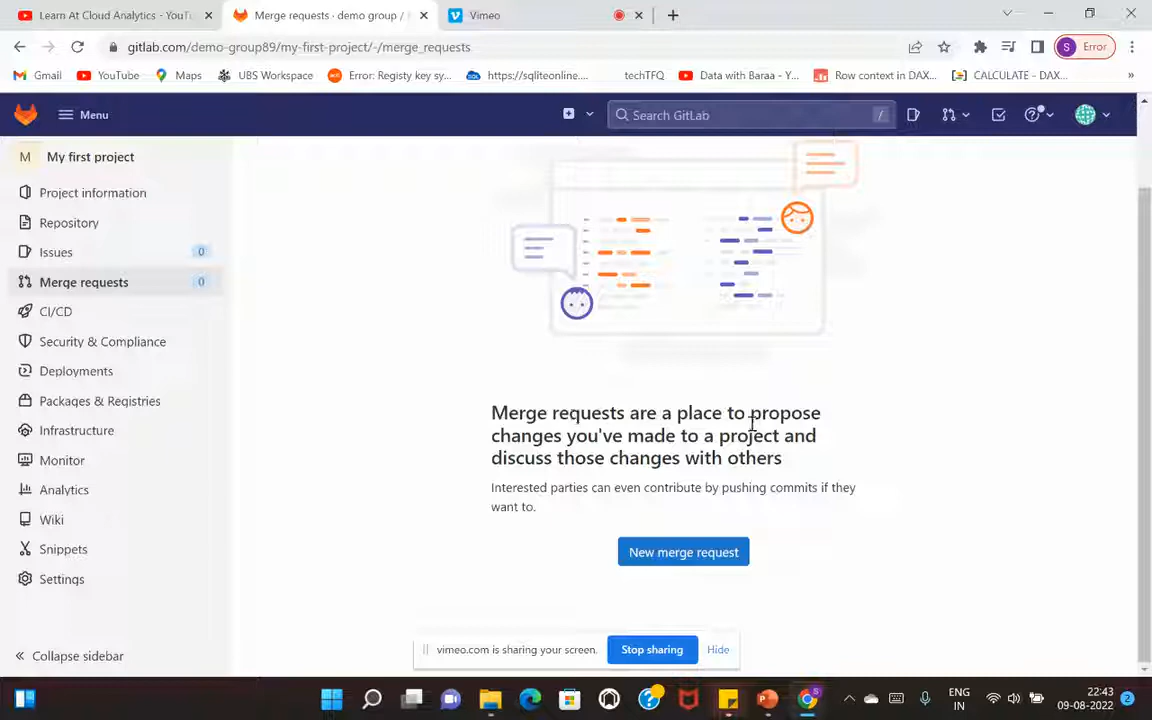 Learn At Cloud Analytics - YouTu
Merge requests · demo group /
Vimeo
gitlab.com/demo-group89/my-first-project/-/merge_requests
S Error
Gmail
YouTube
Maps
UBS Workspace
Error: Registy key sy...
https://sqliteonline....
techTFQ
Data with Baraa - Y...
Row context in DAX...
CALCULATE - DAX...
»
Menu
Search GitLab
/
M My first project
Project information
Repository
Issues 0
Merge requests 0
CI/CD
Security & Compliance
Deployments
Packages & Registries
Infrastructure
Monitor
Analytics
Wiki
Snippets
Settings
Collapse sidebar
Merge requests are a place to propose
changes you've made to a project and
discuss those changes with others
Interested parties can even contribute by pushing commits if they
want to.
New merge request
vimeo.com is sharing your screen.
Stop sharing
Hide
ENG
IN
22:43
09-08-2022
2